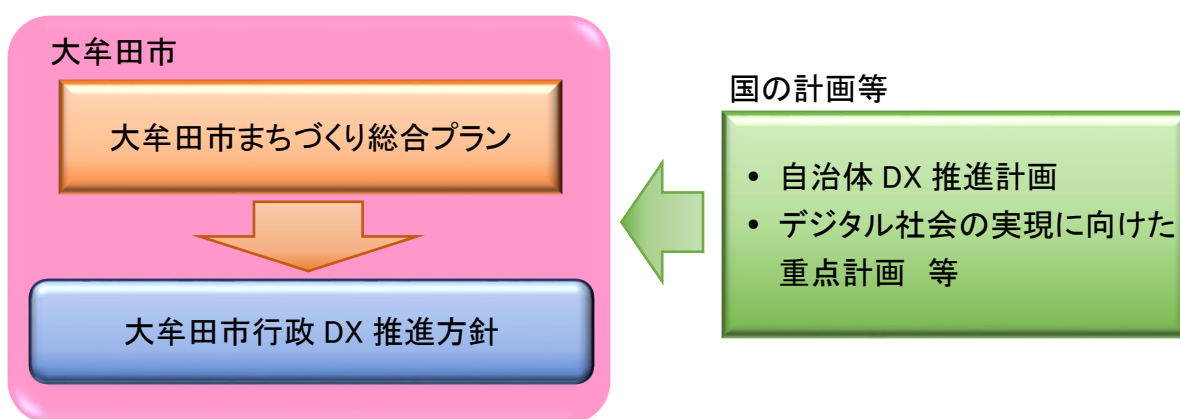 大牟田市
大牟田市まちづくり総合プラン
大牟田市行政 DX 推進方針
国の計画等
• 自治体 DX 推進計画
• デジタル社会の実現に向けた
重点計画　等